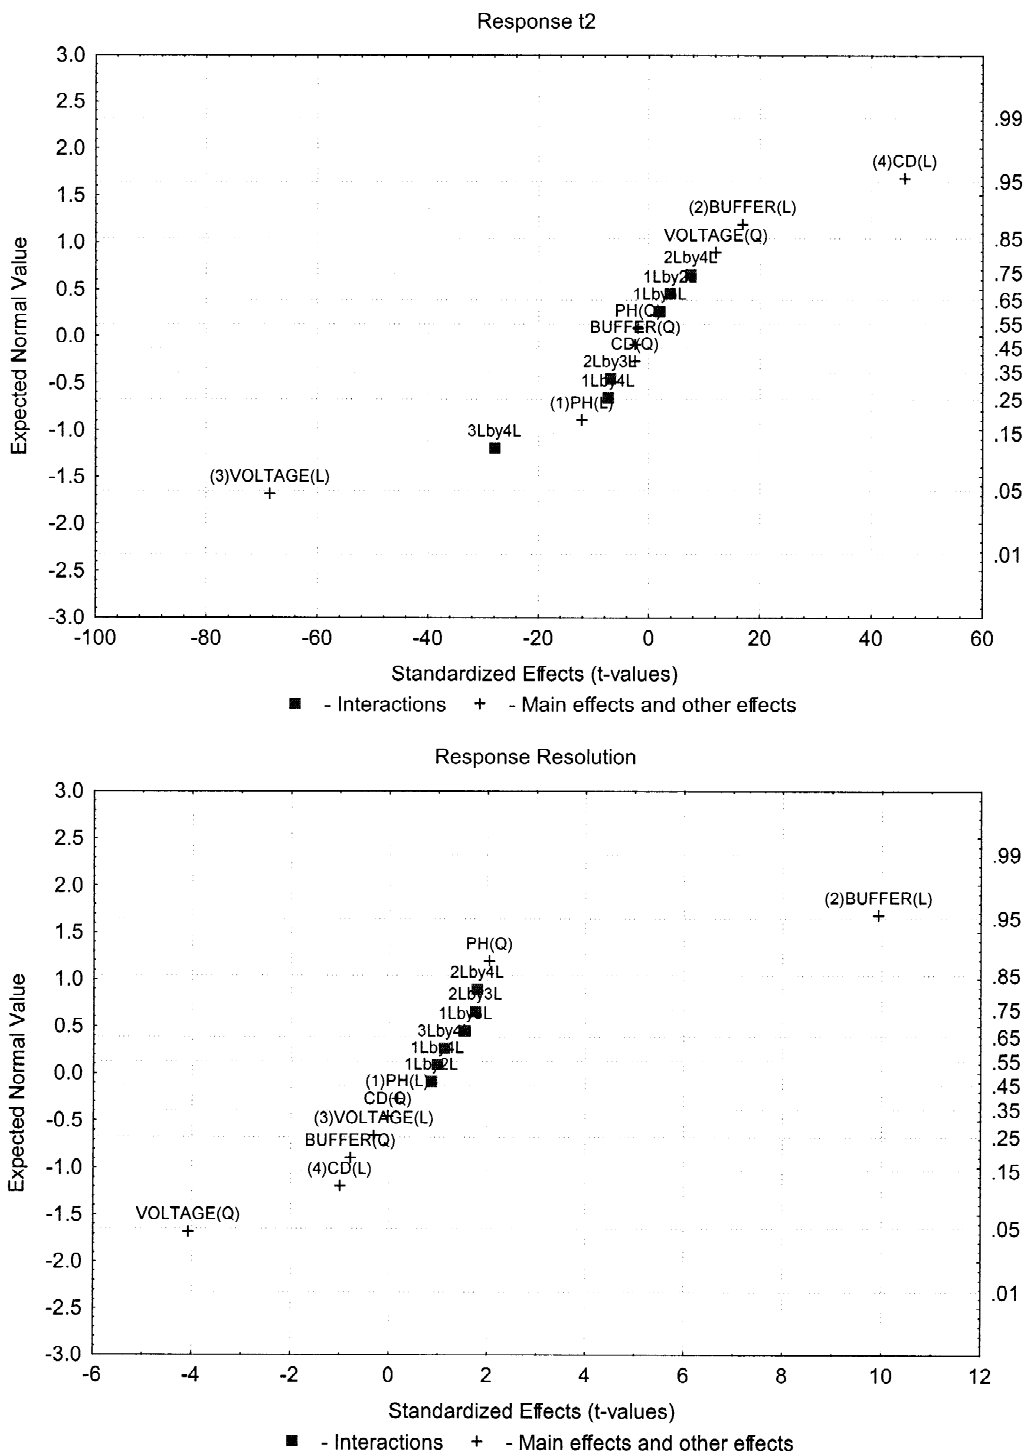 Response t2
3.0
2.5
.99
2.0
(4)CD(L)
.95
1.5
(2)BUFFER(L)
1.0
VOLTAGE(Q)
.85
2Lby4L
.75
0.5
1Lby2L
1Lby3L
.65
PH(Q)
0.0
BUFFER(Q)
.55
CD(Q)
.45
2Lby3L
.35
-0.5
1Lby4L
.25
(1)PH(L)
-1.0
3Lby4L
.15
-1.5
(3)VOLTAGE(L)
.05
-2.0
.01
-2.5
-3.0
-100 -80 -60 -40 -20 0 20 40 60
Expected Normal Value
Standardized Effects (t-values)
■ - Interactions + - Main effects and other effects
Response Resolution
3.0
2.5
.99
2.0
(2)BUFFER(L)
.95
1.5
PH(Q)
1.0
2Lby4L
.85
2Lby3L
.75
0.5
1Lby3L
3Lby4L
.65
1Lby4L
.55
0.0
1Lby2L
(1)PH(L)
.45
CD(Q)
.35
-0.5
(3)VOLTAGE(L)
BUFFER(Q)
.25
-1.0
(4)CD(L)
.15
-1.5
VOLTAGE(Q)
.05
-2.0
.01
-2.5
-3.0
-6 -4 -2 0 2 4 6 8 10 12
Expected Normal Value
Standardized Effects (t-values)
■ - Interactions + - Main effects and other effects